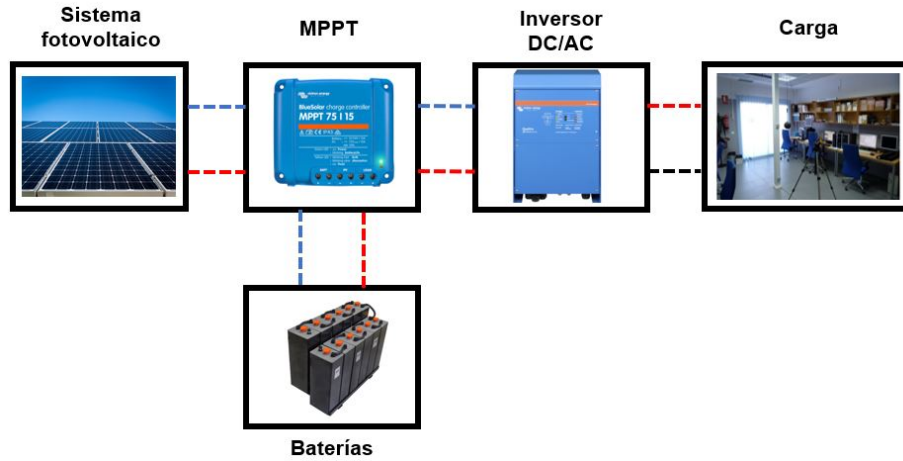 Sistema
fotovoltaico
MPPT
Inversor
DC/AC
Carga
BlueSolar charge controller
MPPT 75 | 15
Baterías